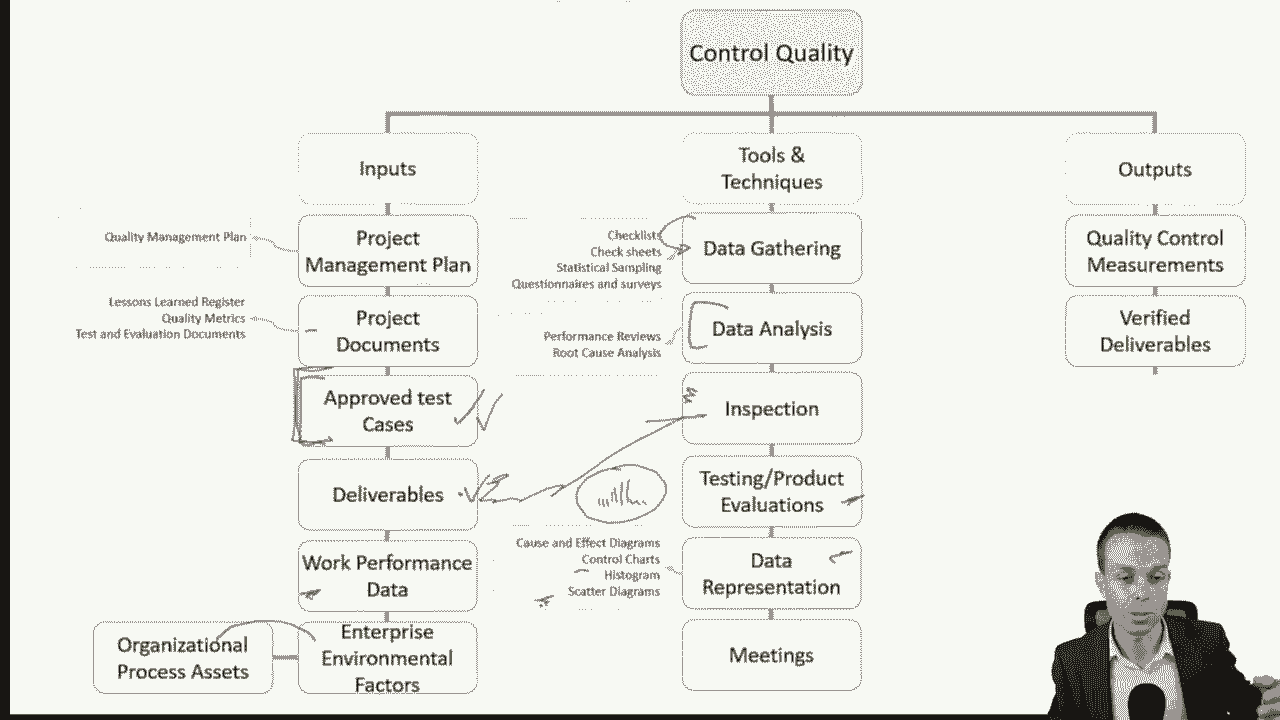 Control Quality
Inputs
Project
Management Plan
Quality Management Plan
Project
Documents
Lessons Learned Register
Quality Metrics
Test and Evaluation Documents
Approved test
Cases
Deliverables
Work Performance
Data
Enterprise
Environmental
Factors
Organizational
Process Assets
Tools &
Techniques
Data Gathering
Checklists
Check sheets
Statistical Sampling
Questionnaires and surveys
Data Analysis
Performance Reviews
Root Cause Analysis
Inspection
Testing/Product
Evaluations
Data
Representation
Cause and Effect Diagrams
Control Charts
Histogram
Scatter Diagrams
Meetings
Outputs
Quality Control
Measurements
Verified
Deliverables